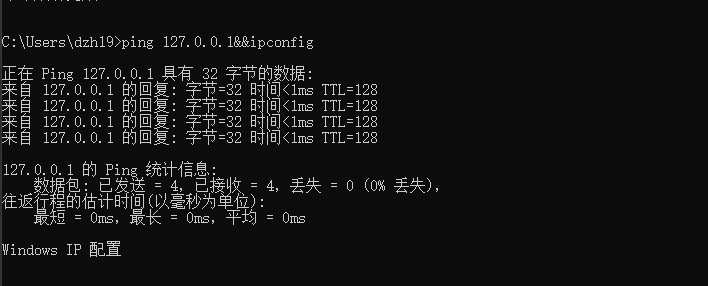 C:\Users\dzh19>ping 127.0.0.1&&ipconfig
正在 Ping 127.0.0.1 具有 32 字节的数据:
来自 127.0.0.1 的回复: 字节=32 时间<1ms TTL=128
来自 127.0.0.1 的回复: 字节=32 时间<1ms TTL=128
来自 127.0.0.1 的回复: 字节=32 时间<1ms TTL=128
来自 127.0.0.1 的回复: 字节=32 时间<1ms TTL=128
127.0.0.1 的 Ping 统计信息:
数据包: 已发送 = 4, 已接收 = 4, 丢失 = 0 (0% 丢失),
往返行程的估计时间(以毫秒为单位):
最短 = 0ms, 最长 = 0ms, 平均 = 0ms
Windows IP 配置